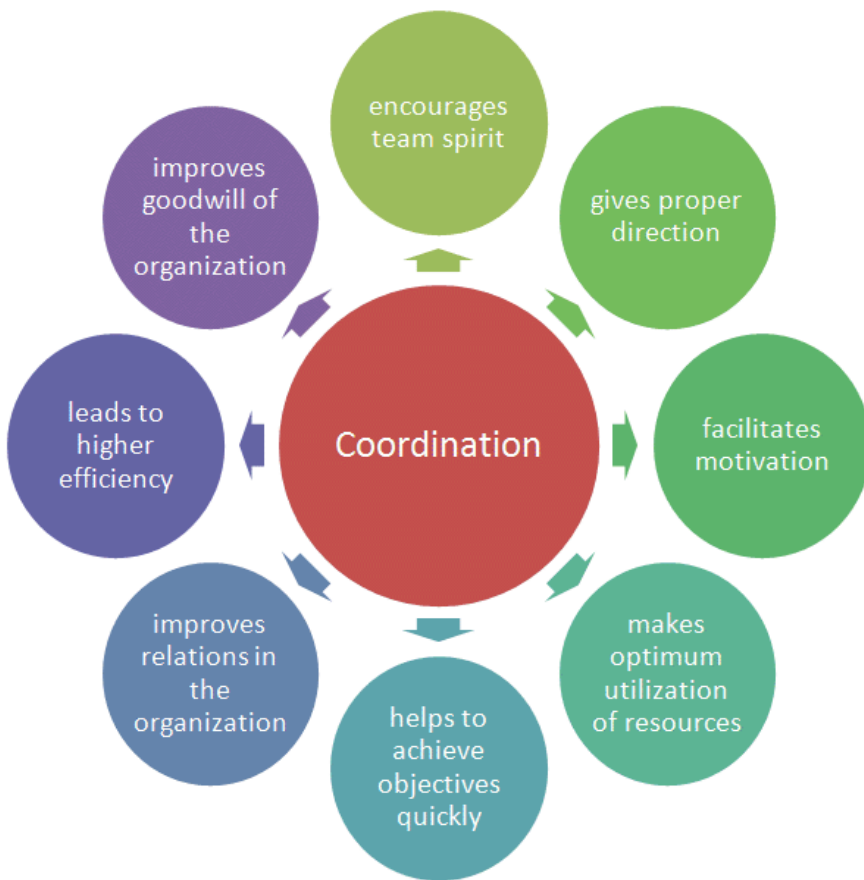 encourages
team spirit
gives proper
direction
facilitates
motivation
makes
optimum
utilization
of resources
helps to
achieve
objectives
quickly
improves
relations in
the
organization
leads to
higher
efficiency
improves
goodwill of
the
organization
Coordination